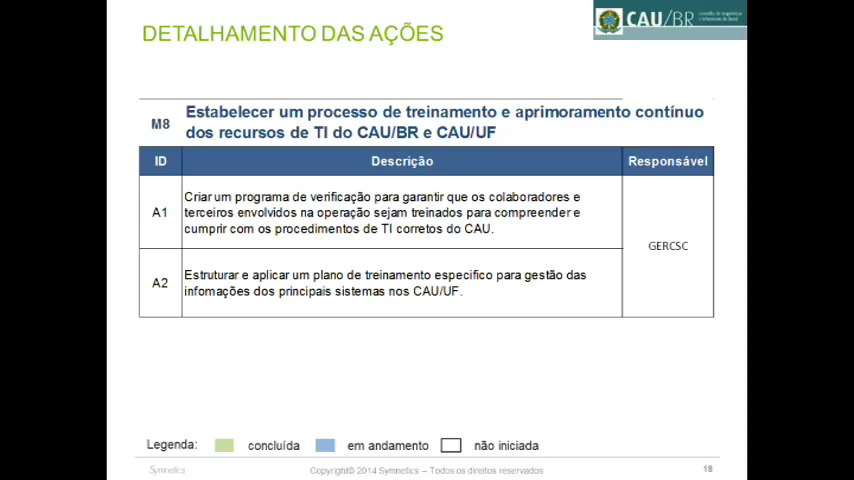 DETALHAMENTO DAS AÇÕES
CAU/BR
M8
Estabelecer um processo de treinamento e aprimoramento contínuo
dos recursos de TI do CAU/BR e CAU/UF
ID Descrição Responsável
A1
Criar um programa de verificação para garantir que os colaboradores e
terceiros envolvidos na operação sejam treinados para compreender e
cumprir com os procedimentos de TI corretos do CAU.
GERCSC
A2
Estruturar e aplicar um plano de treinamento especifico para gestão das
infomações dos principais sistemas nos CAU/UF.
Legenda: concluída em andamento não iniciada
Symnetics Copyright© 2014 Symnetics – Todos os direitos reservados 18